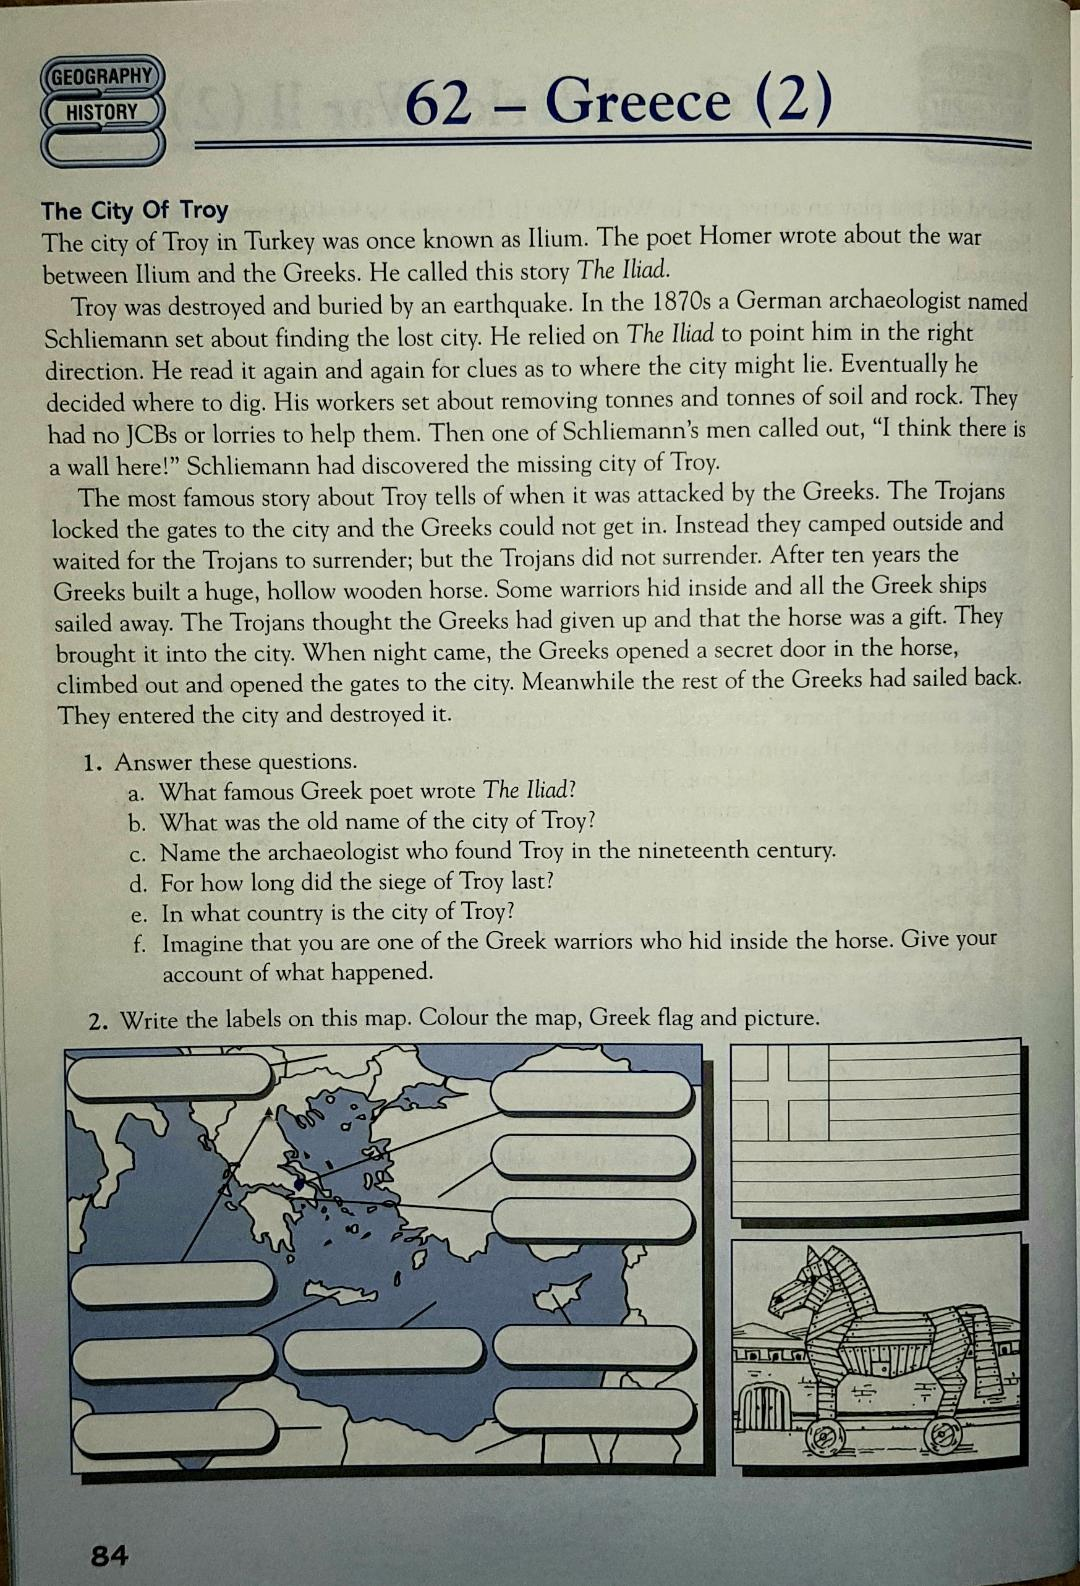 GEOGRAPHY
HISTORY
62 – Greece (2)
The City Of Troy
The city of Troy in Turkey was once known as Ilium. The poet Homer wrote about the war
between Ilium and the Greeks. He called this story The Iliad.
Troy was destroyed and buried by an earthquake. In the 1870s a German archaeologist named
Schliemann set about finding the lost city. He relied on The Iliad to point him in the right
direction. He read it again and again for clues as to where the city might lie. Eventually he
decided where to dig. His workers set about removing tonnes and tonnes of soil and rock. They
had no JCBs or lorries to help them. Then one of Schliemann's men called out, “I think there is
a wall here!” Schliemann had discovered the missing city of Troy.
The most famous story about Troy tells of when it was attacked by the Greeks. The Trojans
locked the gates to the city and the Greeks could not get in. Instead they camped outside and
waited for the Trojans to surrender; but the Trojans did not surrender. After ten years the
Greeks built a huge, hollow wooden horse. Some warriors hid inside and all the Greek ships
sailed away. The Trojans thought the Greeks had given up and that the horse was a gift. They
brought it into the city. When night came, the Greeks opened a secret door in the horse,
climbed out and opened the gates to the city. Meanwhile the rest of the Greeks had sailed back.
They entered the city and destroyed it.
1. Answer these questions.
a. What famous Greek poet wrote The Iliad?
b. What was the old name of the city of Troy?
c. Name the archaeologist who found Troy in the nineteenth century.
d. For how long did the siege of Troy last?
e. In what country is the city of Troy?
f. Imagine that you are one of the Greek warriors who hid inside the horse. Give your
account of what happened.
2. Write the labels on this map. Colour the map, Greek flag and picture.
84